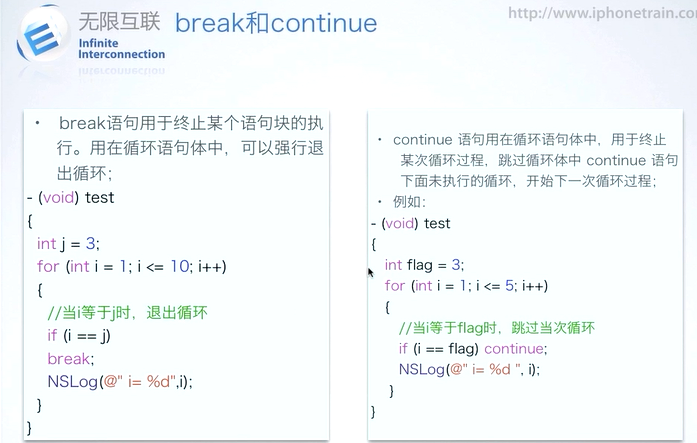 无限互联
Infinite
Interconnection
break和continue
http://www.iphonetrain.co
• break语句用于终止某个语句块的执
行。用在循环语句体中，可以强行退
出循环；
- (void) test
{
int j = 3;
for (int i = 1; i <= 10; i++)
{
//当i等于j时，退出循环
if (i == j)
break;
NSLog(@" i= %d",i);
}
}
• continue 语句用在循环语句体中，用于终止
某次循环过程，跳过循环体中 continue 语句
下面未执行的循环，开始下一次循环过程；
• 例如：
- (void) test
{
int flag = 3;
for (int i = 1; i <= 5; i++)
{
//当i等于flag时，跳过当次循环
if (i == flag) continue;
NSLog(@" i= %d ", i);
}
}